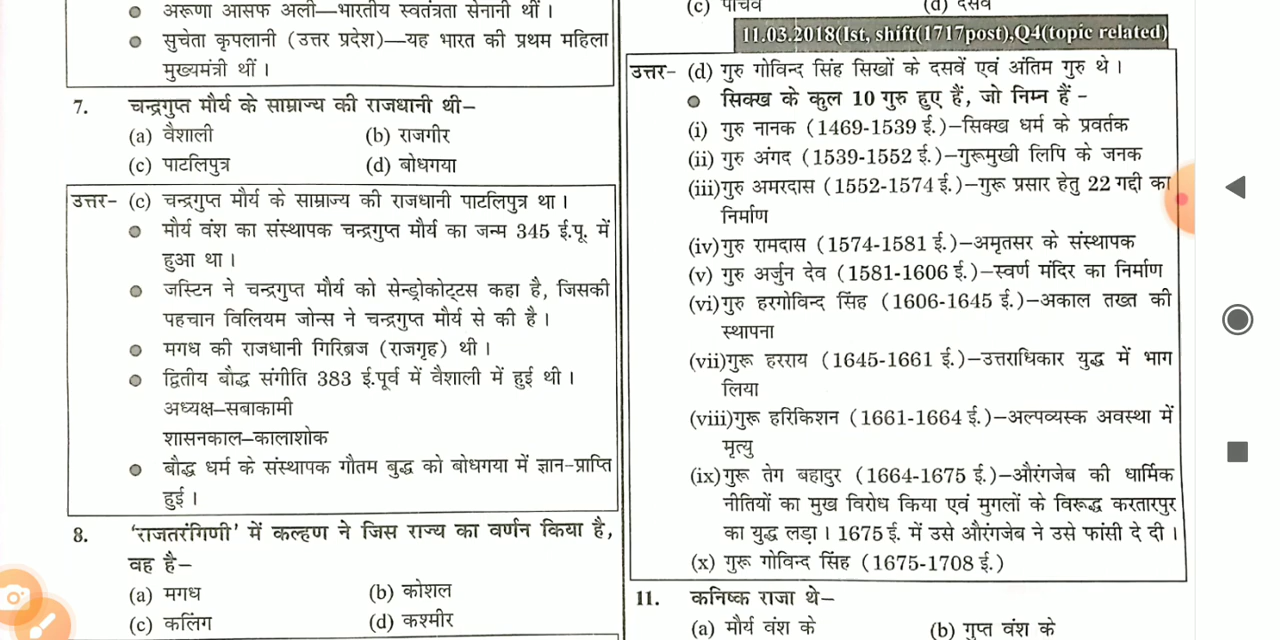 अरूणा आसफ अली—भारतीय स्वतंत्रता सेनानी थीं ।
सुचेता कृपलानी (उत्तर प्रदेश)—यह भारत की प्रथम महिला
मुख्यमंत्री थीं ।
7. चन्द्रगुप्त मौर्य के साम्राज्य की राजधानी थी–
(a) वैशाली (b) राजगीर
(c) पाटलिपुत्र (d) बोधगया
उत्तर- (c) चन्द्रगुप्त मौर्य के साम्राज्य की राजधानी पाटलिपुत्र था ।
मौर्य वंश का संस्थापक चन्द्रगुप्त मौर्य का जन्म 345 ई.पू. में
हुआ था ।
जस्टिन ने चन्द्रगुप्त मौर्य को सेन्ड्रोकोट्टस कहा है, जिसकी
पहचान विलियम जोन्स ने चन्द्रगुप्त मौर्य से की है ।
मगध की राजधानी गिरिब्रज (राजगृह) थी ।
द्वितीय बौद्ध संगीति 383 ई.पूर्व में वैशाली में हुई थी ।
अध्यक्ष–सबाकामी
शासनकाल–कालाशोक
बौद्ध धर्म के संस्थापक गौतम बुद्ध को बोधगया में ज्ञान-प्राप्ति
हुई ।
8. 'राजतरंगिणी' में कल्हण ने जिस राज्य का वर्णन किया है,
वह है–
(a) मगध (b) कोशल
(c) कलिंग (d) कश्मीर
(c) पाँचवें (d) दसवें
11.03.2018(Ist, shift(1717post),Q4(topic related)
उत्तर- (d) गुरु गोविन्द सिंह सिखों के दसवें एवं अंतिम गुरु थे ।
सिक्ख के कुल 10 गुरु हुए हैं, जो निम्न हैं -
(i) गुरु नानक (1469-1539 ई.)–सिक्ख धर्म के प्रवर्तक
(ii) गुरु अंगद (1539-1552 ई.)–गुरूमुखी लिपि के जनक
(iii) गुरु अमरदास (1552-1574 ई.)–गुरू प्रसार हेतु 22 गद्दी का
निर्माण
(iv) गुरु रामदास (1574-1581 ई.)–अमृतसर के संस्थापक
(v) गुरु अर्जुन देव (1581-1606 ई.)–स्वर्ण मंदिर का निर्माण
(vi) गुरु हरगोविन्द सिंह (1606-1645 ई.)–अकाल तख्त की
स्थापना
(vii) गुरू हरराय (1645-1661 ई.)–उत्तराधिकार युद्ध में भाग
लिया
(viii) गुरू हरिकिशन (1661-1664 ई.)–अल्पव्यस्क अवस्था में
मृत्यु
(ix) गुरू तेग बहादुर (1664-1675 ई.)–औरंगजेब की धार्मिक
नीतियों का मुख विरोध किया एवं मुगलों के विरूद्ध करतारपुर
का युद्ध लड़ा । 1675 ई. में उसे औरंगजेब ने उसे फांसी दे दी ।
(x) गुरू गोविन्द सिंह (1675-1708 ई.)
11. कनिष्क राजा थे–
(a) मौर्य वंश के (b) गुप्त वंश के